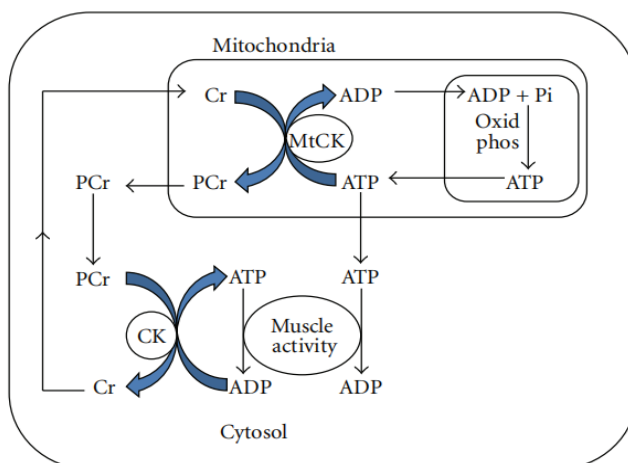 Mitochondria
Cr
ADP
ADP + Pi
MtCK
Oxid
phos
PCr
PCr
ATP
ATP
PCr
ATP
ATP
CK
Muscle
activity
Cr
ADP
ADP
Cytosol